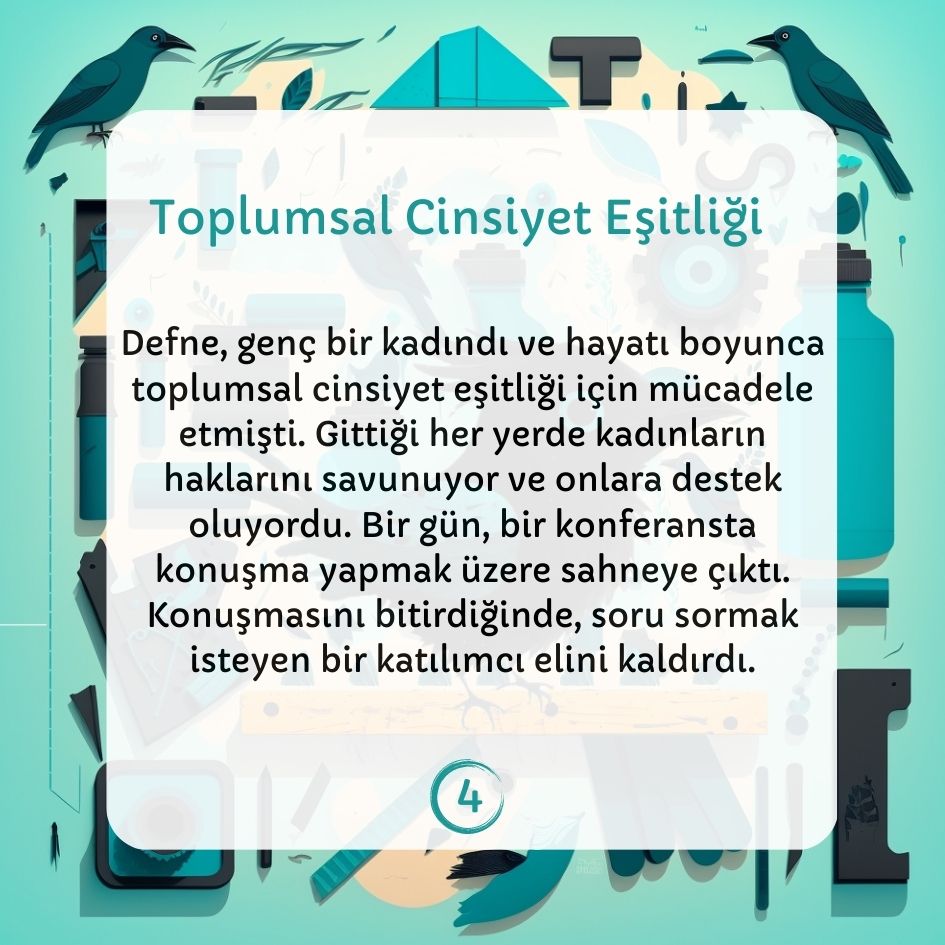 Toplumsal Cinsiyet Eşitliği
Defne, genç bir kadındı ve hayatı boyunca
toplumsal cinsiyet eşitliği için mücadele
etmişti. Gittiği her yerde kadınların
haklarını savunuyor ve onlara destek
oluyordu. Bir gün, bir konferansta
konuşma yapmak üzere sahneye çıktı.
Konuşmasını bitirdiğinde, soru sormak
isteyen bir katılımcı elini kaldırdı.
4